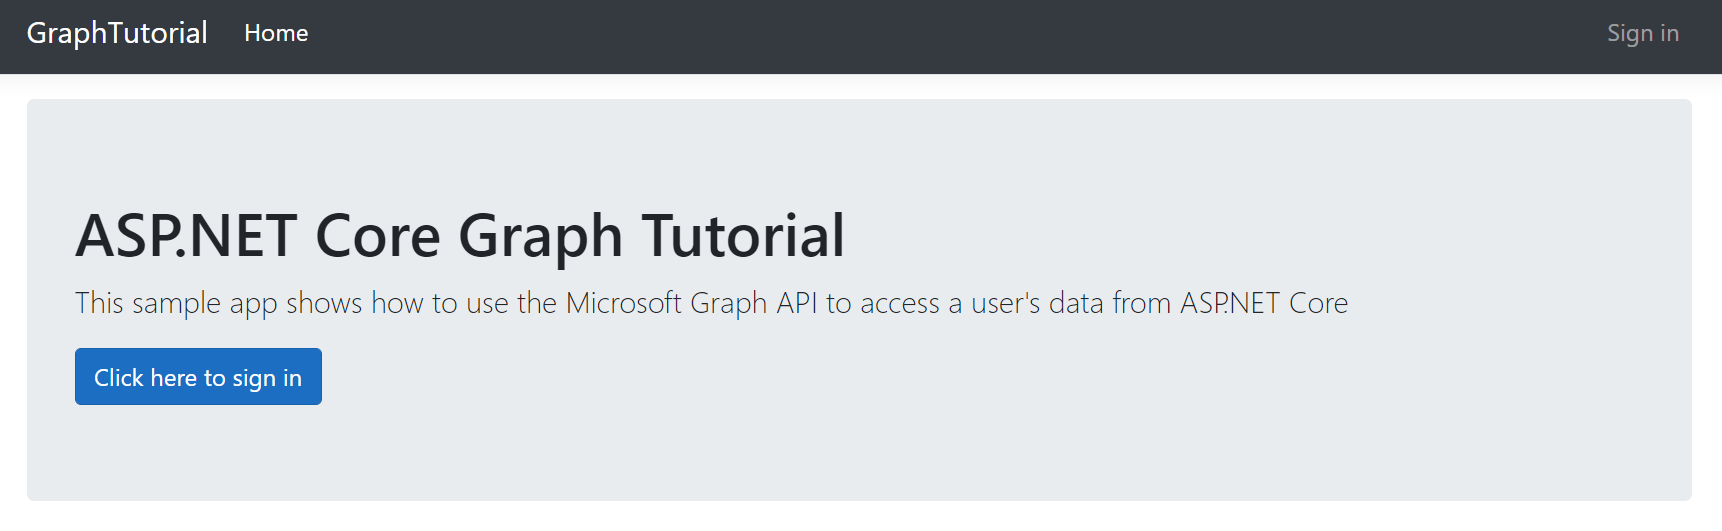 GraphTutorial Home Sign in
ASP.NET Core Graph Tutorial
This sample app shows how to use the Microsoft Graph API to access a user's data from ASP.NET Core
Click here to sign in